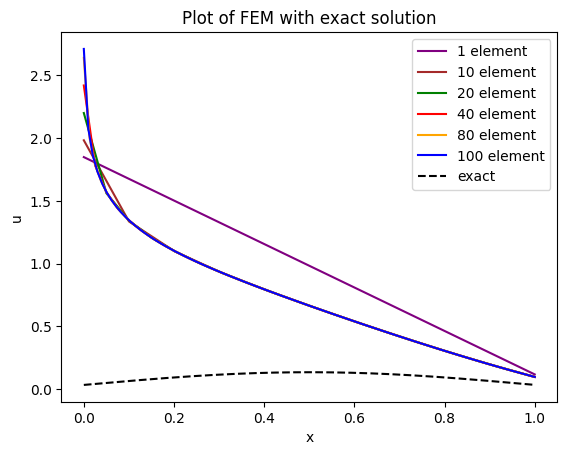 Plot of FEM with exact solution
1 element
10 element
20 element
40 element
80 element
100 element
exact
u
2.5
2.0
1.5
1.0
0.5
0.0
0.0 0.2 0.4 0.6 0.8 1.0
x